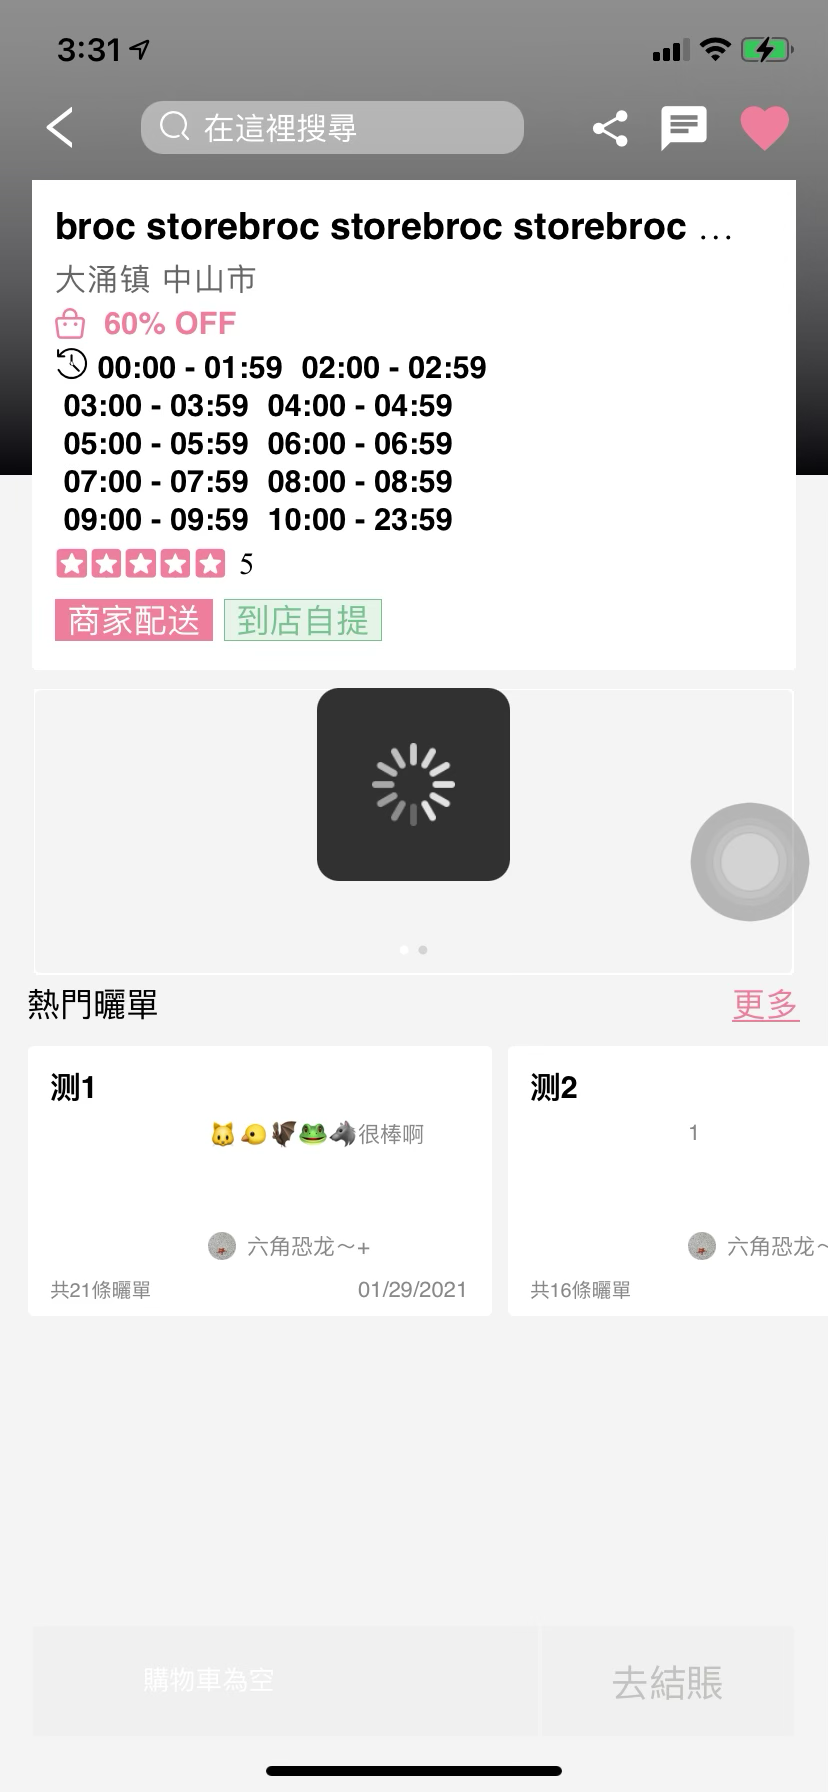 3:31
在這裡搜尋
broc storebroc storebroc storebroc ...
大涌镇 中山市
60% OFF
00:00 - 01:59 02:00 - 02:59
03:00 - 03:59 04:00 - 04:59
05:00 - 05:59 06:00 - 06:59
07:00 - 07:59 08:00 - 08:59
09:00 - 09:59 10:00 - 23:59
5
商家配送 到店自提
熱門曬單 更多
测1
🐱🐤🦇🐸🐺很棒啊
六角恐龙～+
共21條曬單 01/29/2021
测2
1
六角恐龙～
共16條曬單
購物車為空 去結賬